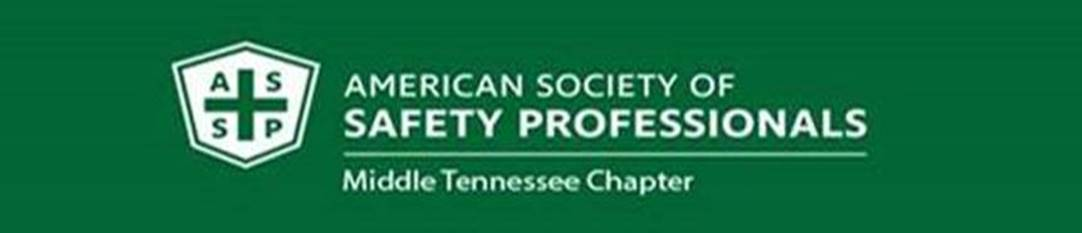 A S
S P
AMERICAN SOCIETY OF
SAFETY PROFESSIONALS
Middle Tennessee Chapter